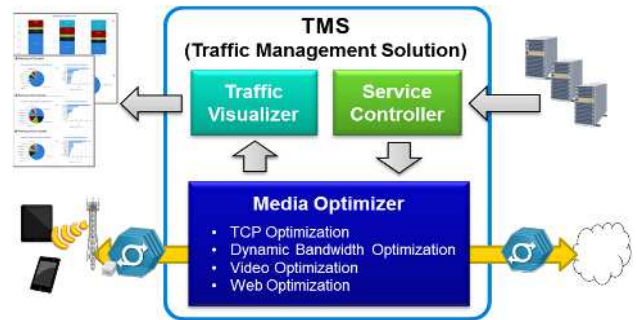 TMS
(Traffic Management Solution)
Traffic
Visualizer
Service
Controller
Media Optimizer
• TCP Optimization
• Dynamic Bandwidth Optimization
• Video Optimization
• Web Optimization